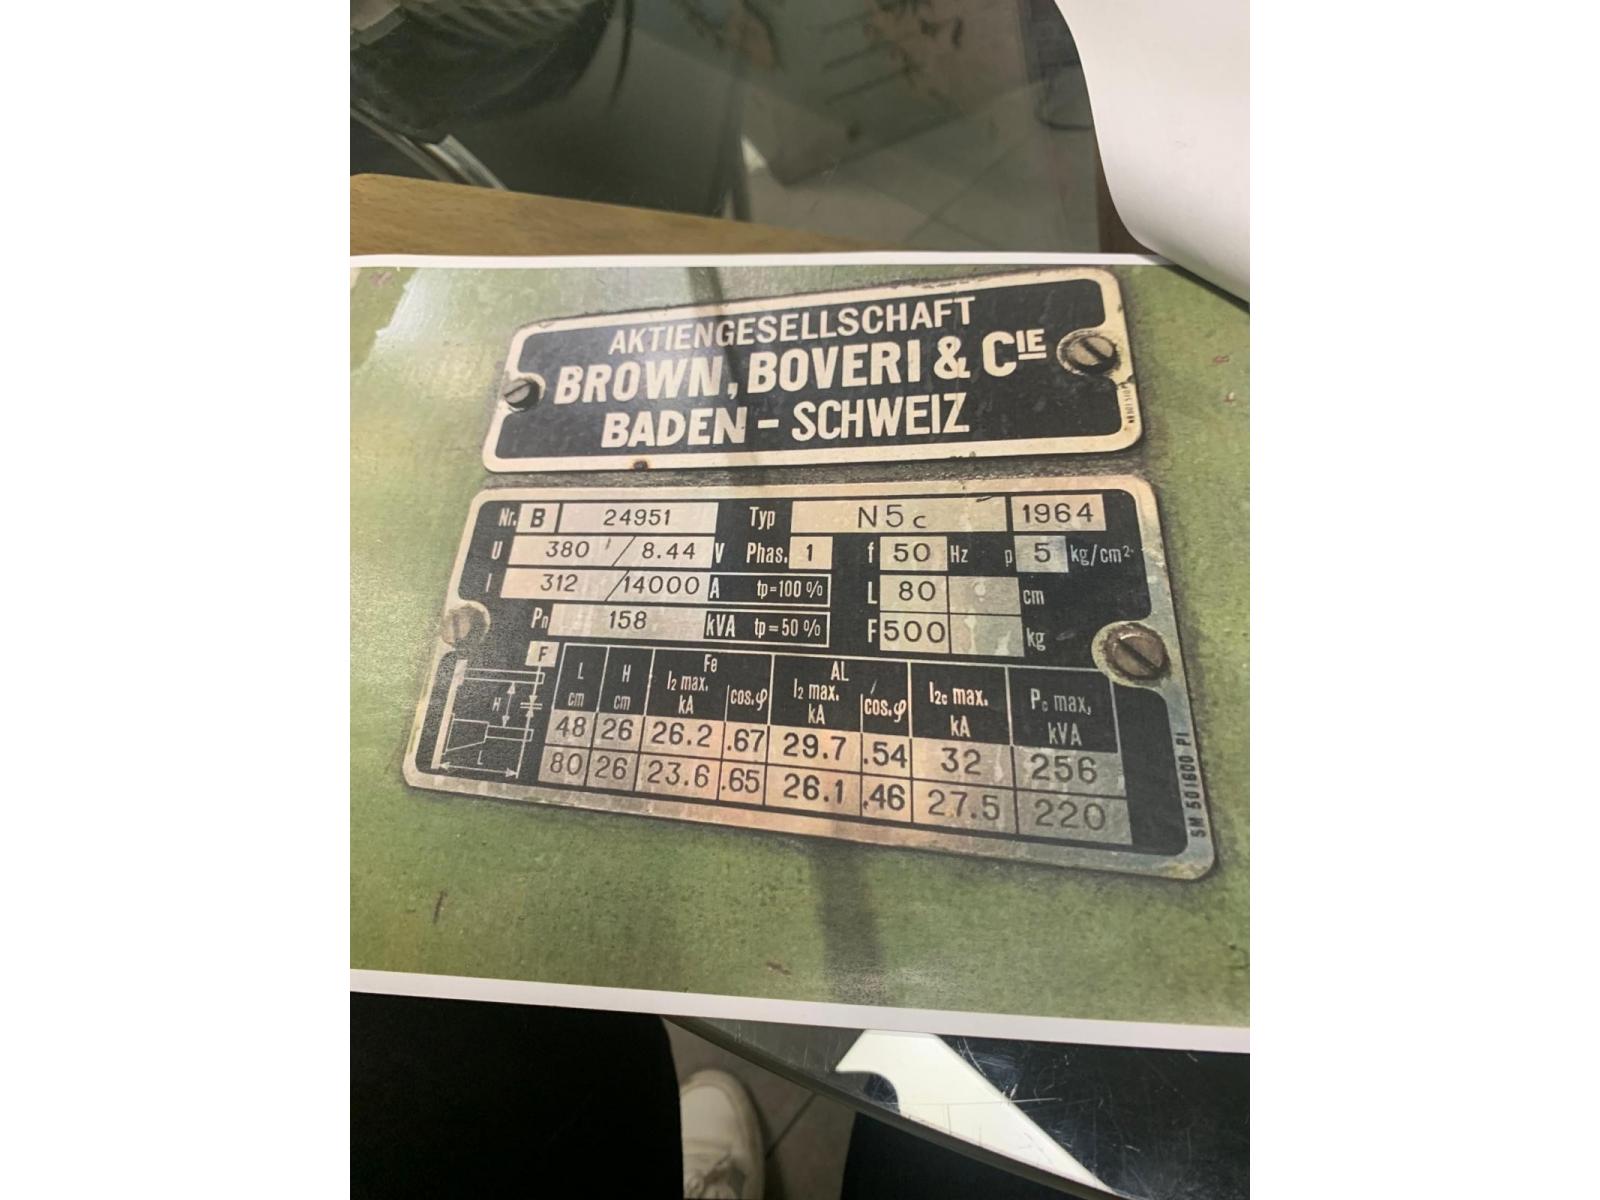 AKTIENGESELLSCHAFT
BROWN, BOVERI & CIE
BADEN - SCHWEIZ
Nr. B 24951 Typ N5c 1964
U 380 / 8.44 V Phas. 1 f 50 Hz p 5 kg/cm²
I 312 / 14000 A tp=100% L 80 cm
Pn 158 kVA tp=50% F 500 kg
F L H Fe AL
I2 max. cos.φ I2 max. cos.φ I2c max. Pc max,
cm cm kA kA kA kVA
H 48 26 26.2 .67 29.7 .54 32 256
L 80 26 23.6 .65 26.1 .46 27.5 220
SM 501600 P1